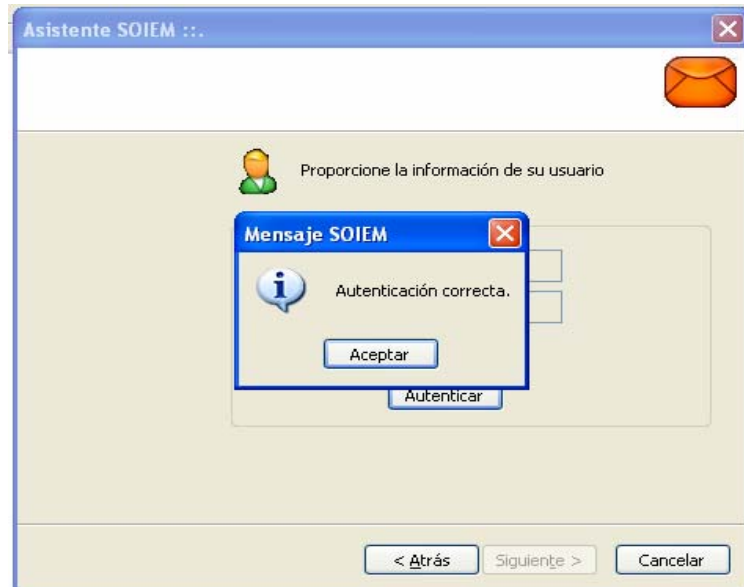 Asistente SOIEM ::.
Proporcione la información de su usuario
Mensaje SOIEM
Autenticación correcta.
Aceptar
Autenticar
< Atrás
Siguiente >
Cancelar